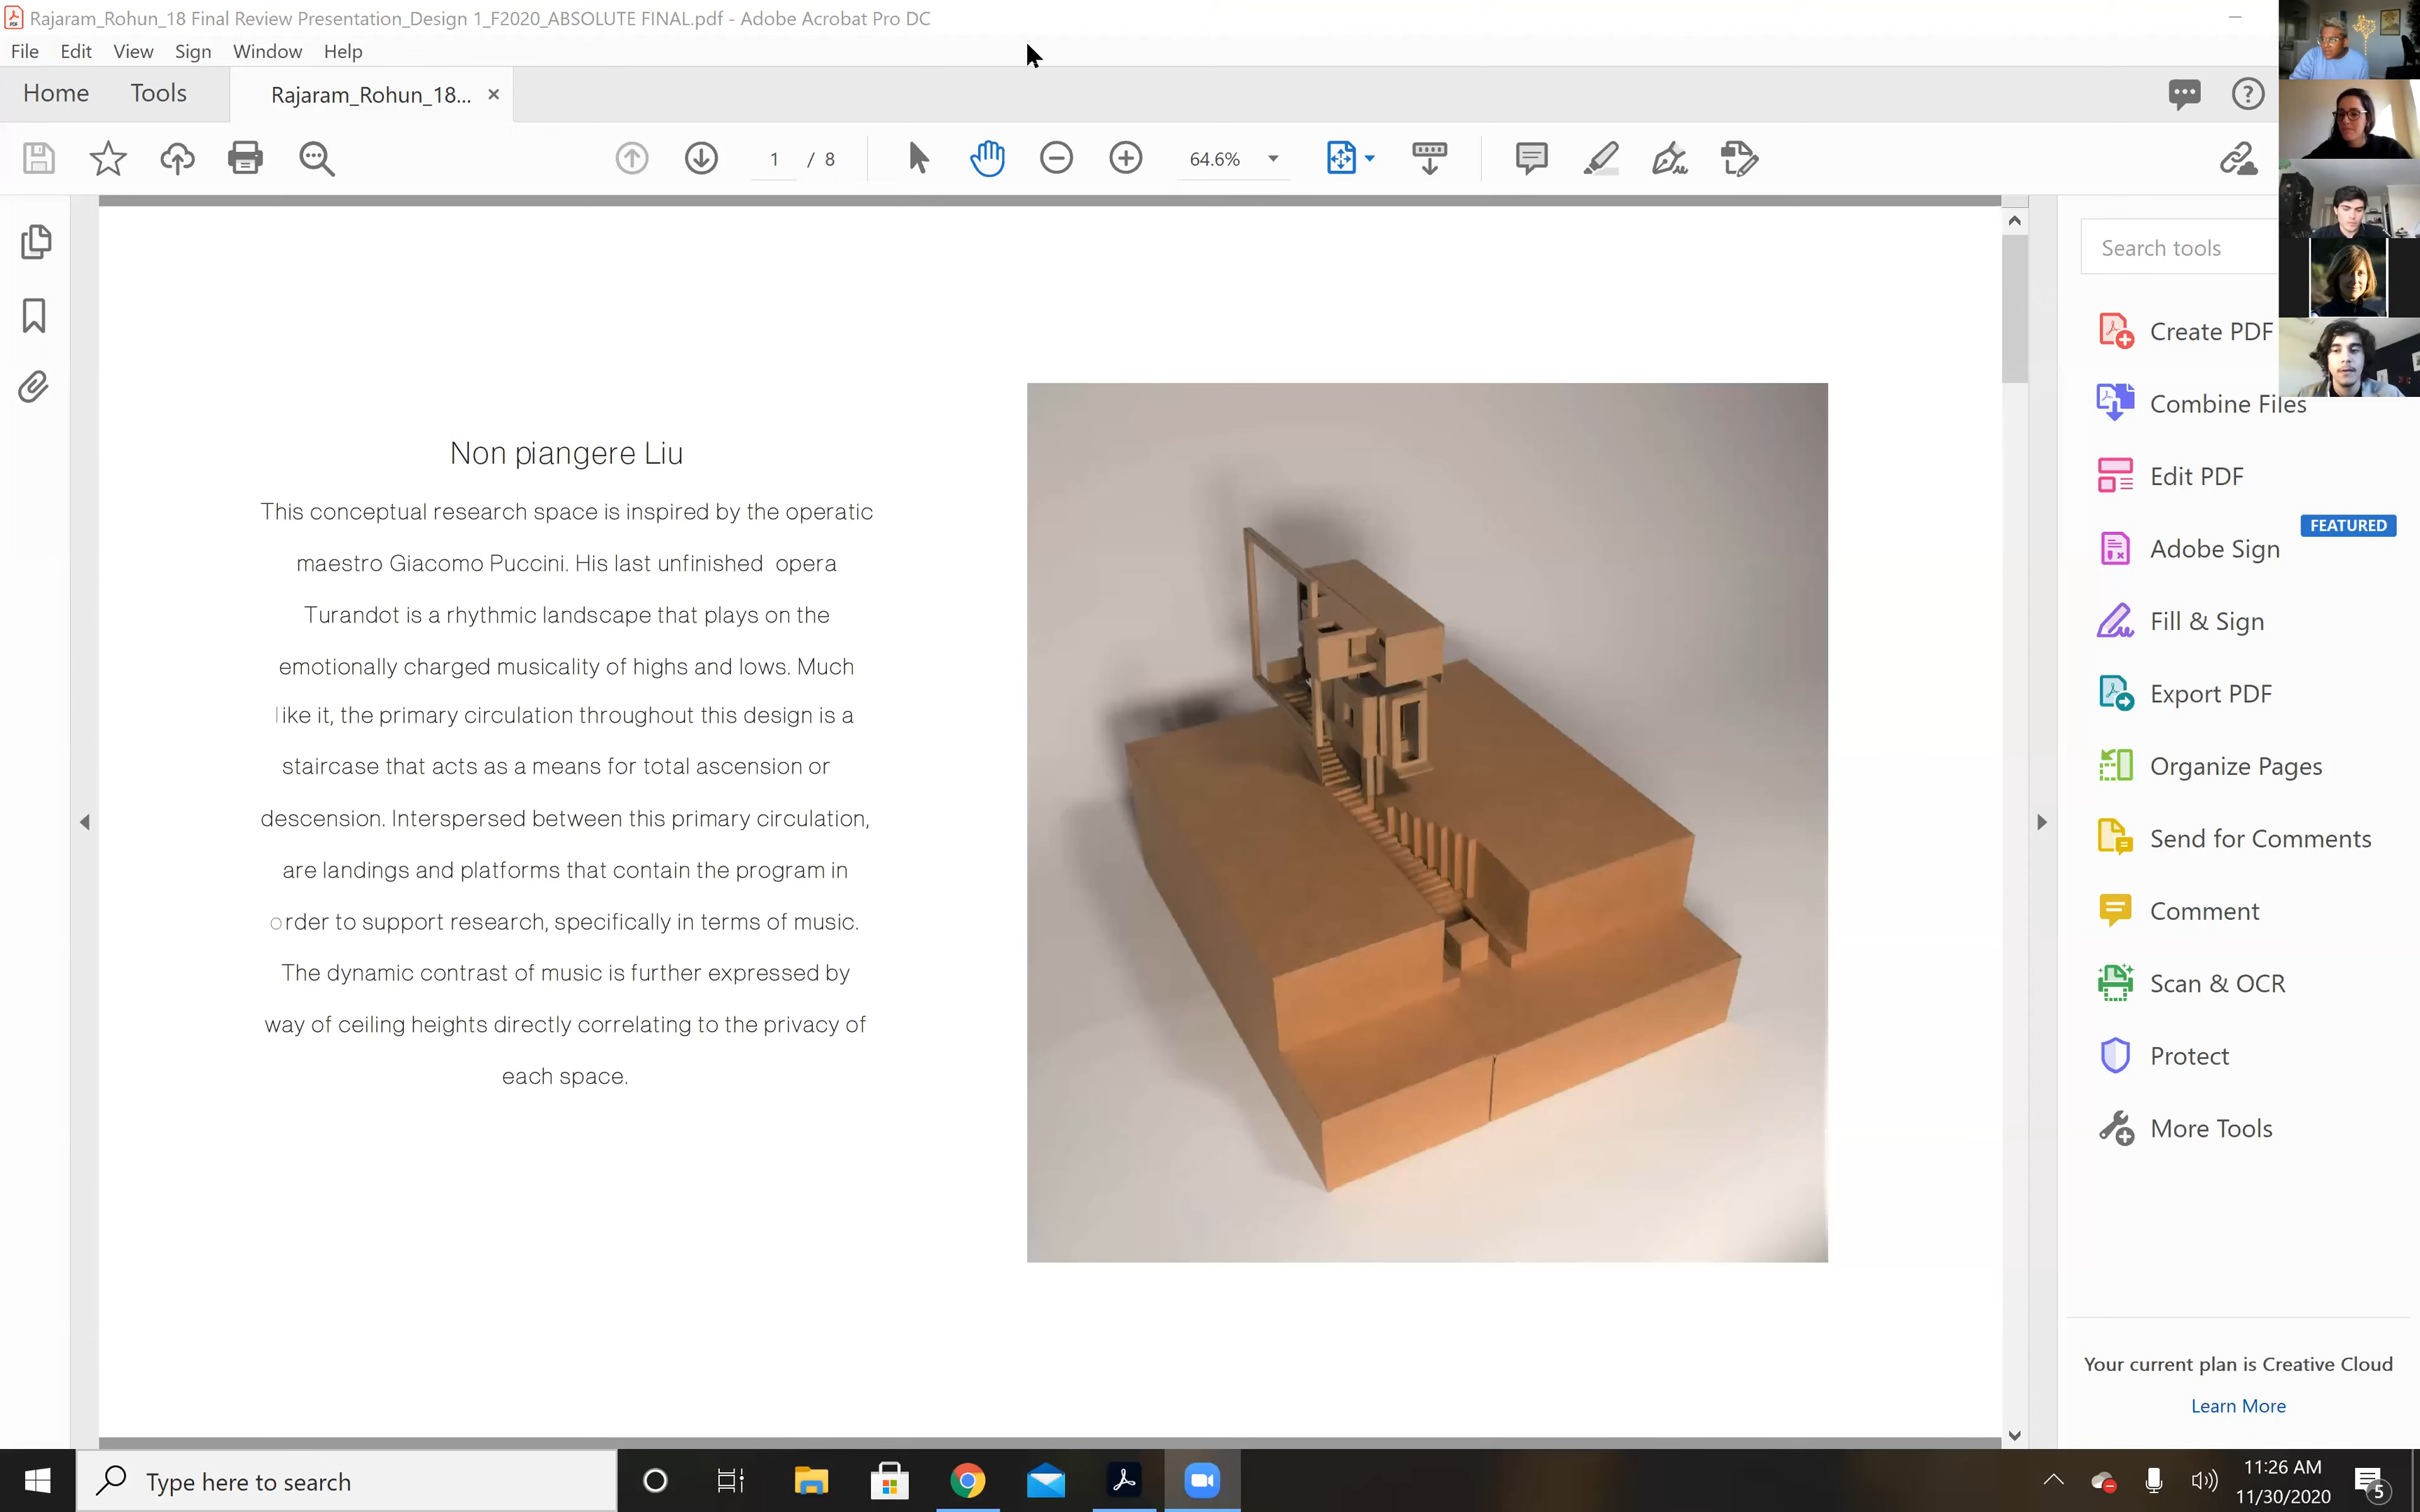 Rajaram_Rohun_18 Final Review Presentation_Design 1_F2020_ABSOLUTE FINAL.pdf - Adobe Acrobat Pro DC
File Edit View Sign Window Help
Home Tools Rajaram_Rohun_18... ×
1 / 8 64.6%
Non piangere Liu
This conceptual research space is inspired by the operatic
maestro Giacomo Puccini. His last unfinished opera
Turandot is a rhythmic landscape that plays on the
emotionally charged musicality of highs and lows. Much
like it, the primary circulation throughout this design is a
staircase that acts as a means for total ascension or
descension. Interspersed between this primary circulation,
are landings and platforms that contain the program in
order to support research, specifically in terms of music.
The dynamic contrast of music is further expressed by
way of ceiling heights directly correlating to the privacy of
each space.
Search tools
Create PDF
Combine Files
Edit PDF
FEATURED
Adobe Sign
Fill & Sign
Export PDF
Organize Pages
Send for Comments
Comment
Scan & OCR
Protect
More Tools
Your current plan is Creative Cloud
Learn More
Type here to search
11:26 AM
11/30/2020
5